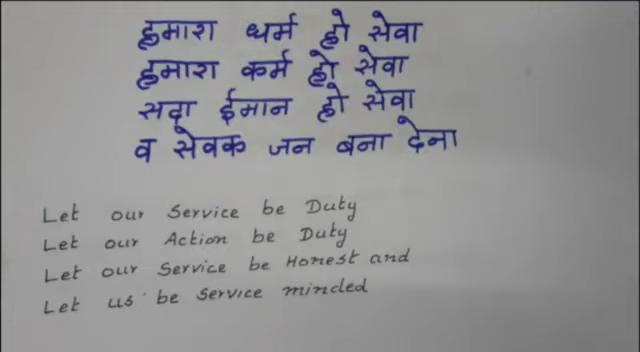 हमारा धर्म हो सेवा
हमारा कर्म हो सेवा
सदा ईमान हो सेवा
व सेवक जन बना देना
Let our Service be Duty
Let our Action be Duty
Let our Service be Honest and
Let us be Service minded